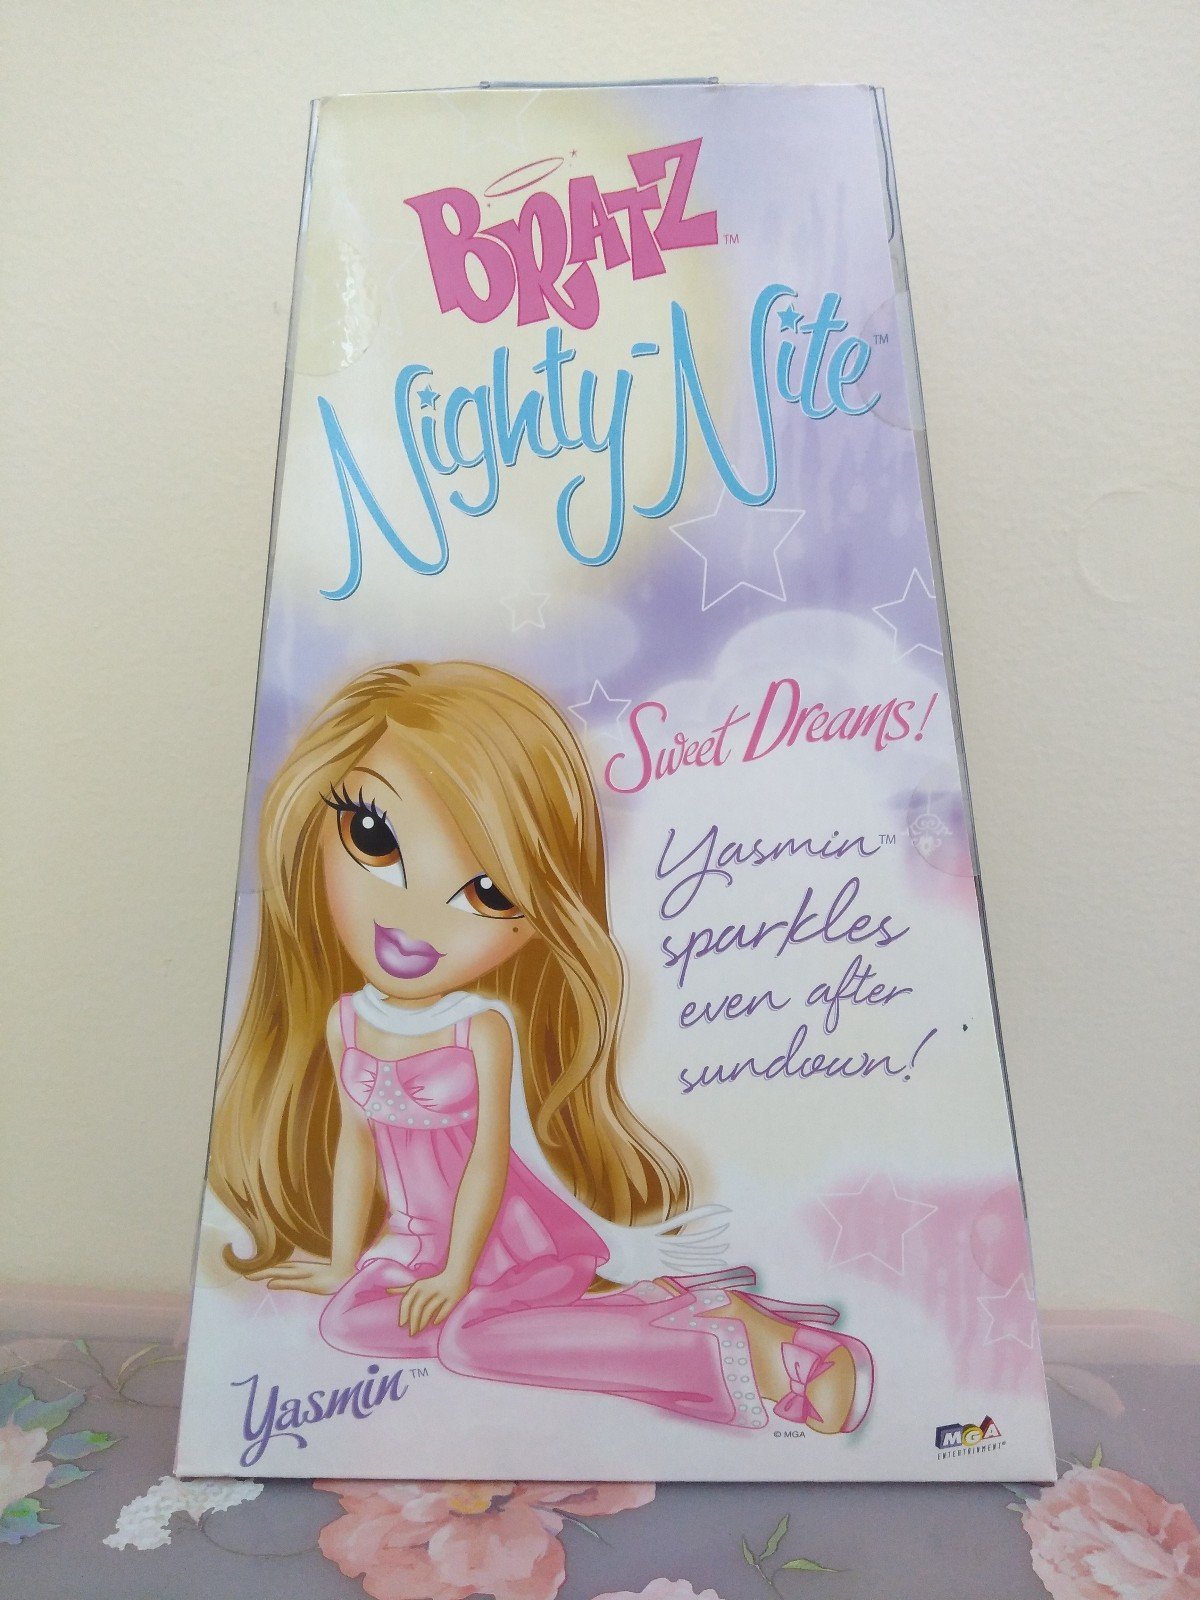 BRATZ™
Nighty-Nite™
Sweet Dreams!
Yasmin™
sparkles
even after
sundown!
Yasmin™
© MGA
MGA
ENTERTAINMENT®